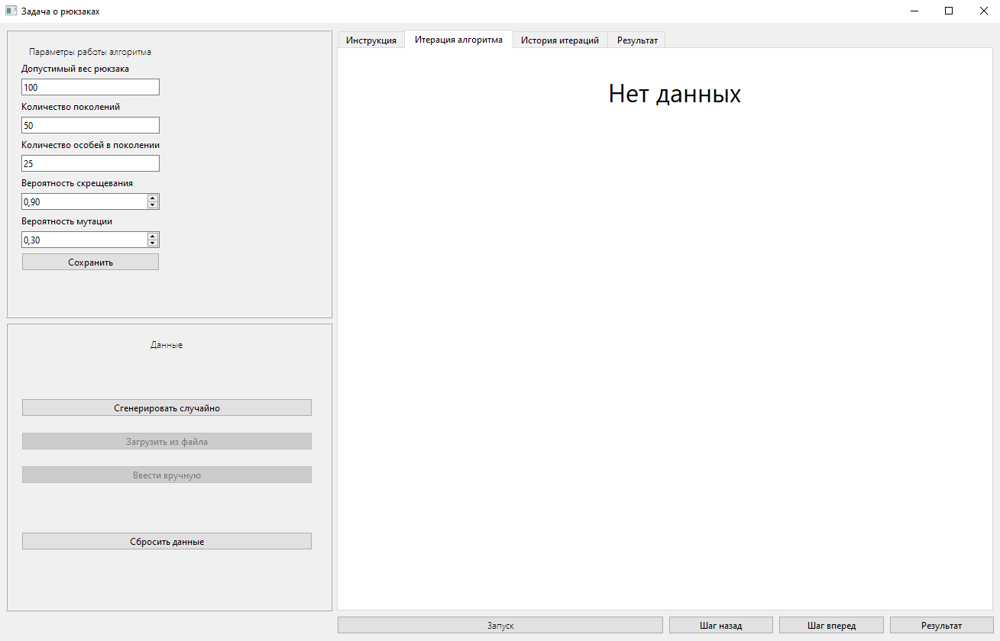 Задача о рюкзаках
Параметры работы алгоритма
Допустимый вес рюкзака
100
Количество поколений
50
Количество особей в поколении
25
Вероятность скрещевания
0,90
Вероятность мутации
0,30
Сохранить
Данные
Сгенерировать случайно
Загрузить из файла
Ввести вручную
Сбросить данные
Инструкция Итерация алгоритма История итераций Результат
Нет данных
Запуск Шаг назад Шаг вперед Результат